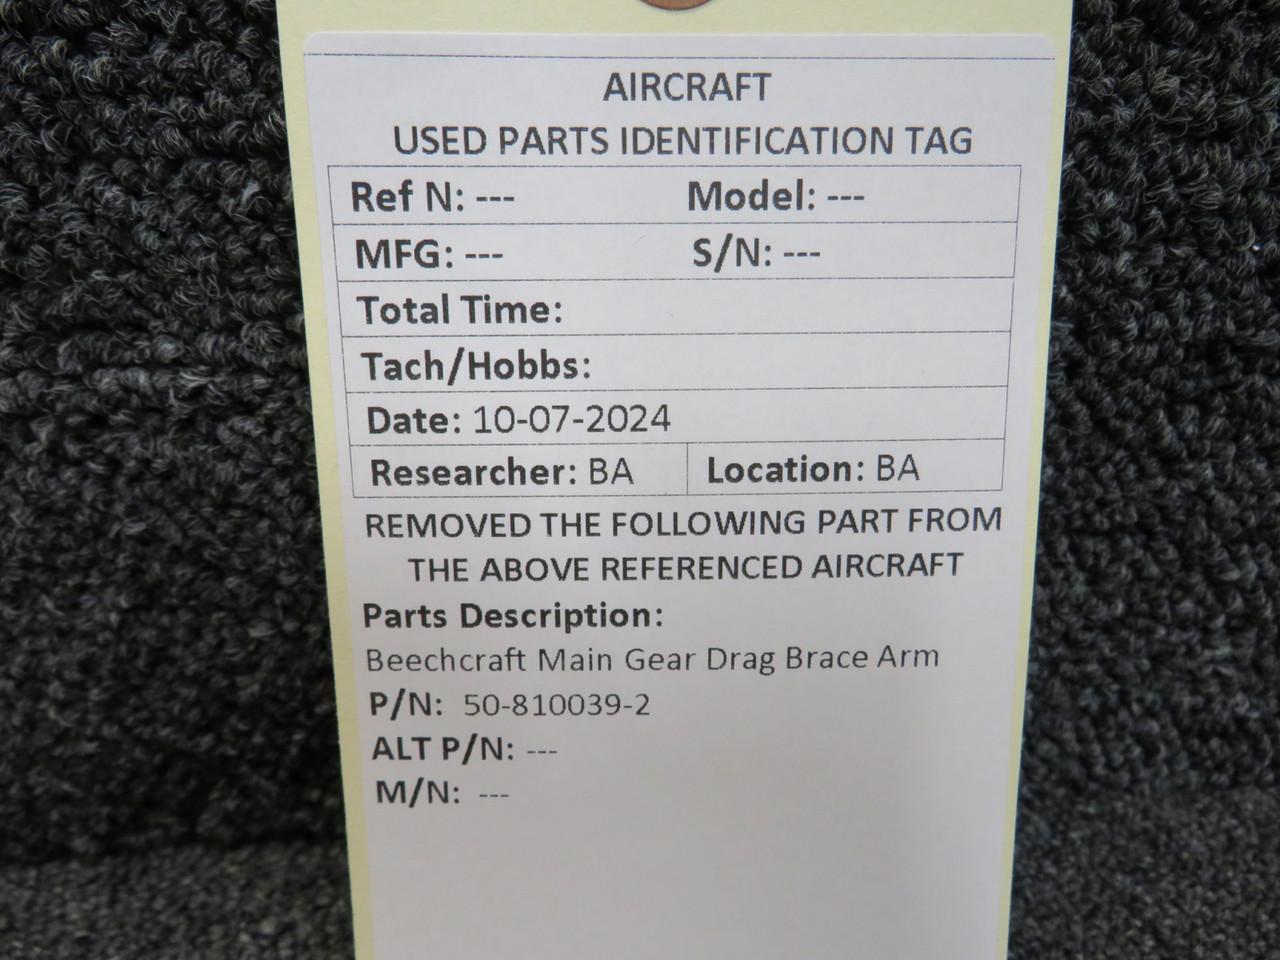 AIRCRAFT
USED PARTS IDENTIFICATION TAG
Ref N: --- Model: ---
MFG: --- S/N: ---
Total Time:
Tach/Hobbs:
Date: 10-07-2024
Researcher: BA Location: BA
REMOVED THE FOLLOWING PART FROM
THE ABOVE REFERENCED AIRCRAFT
Parts Description:
Beechcraft Main Gear Drag Brace Arm
P/N: 50-810039-2
ALT P/N: ---
M/N: ---